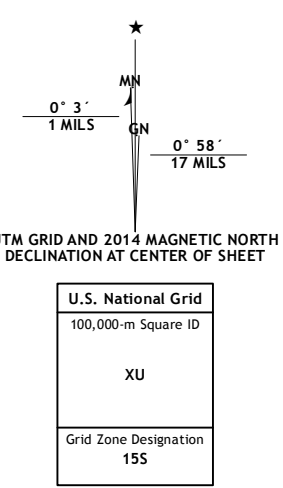 ★
MN
0° 3´
1 MILS
GN
0° 58´
17 MILS
UTM GRID AND 2014 MAGNETIC NORTH
DECLINATION AT CENTER OF SHEET
U.S. National Grid
100,000-m Square ID
XU
Grid Zone Designation
15S